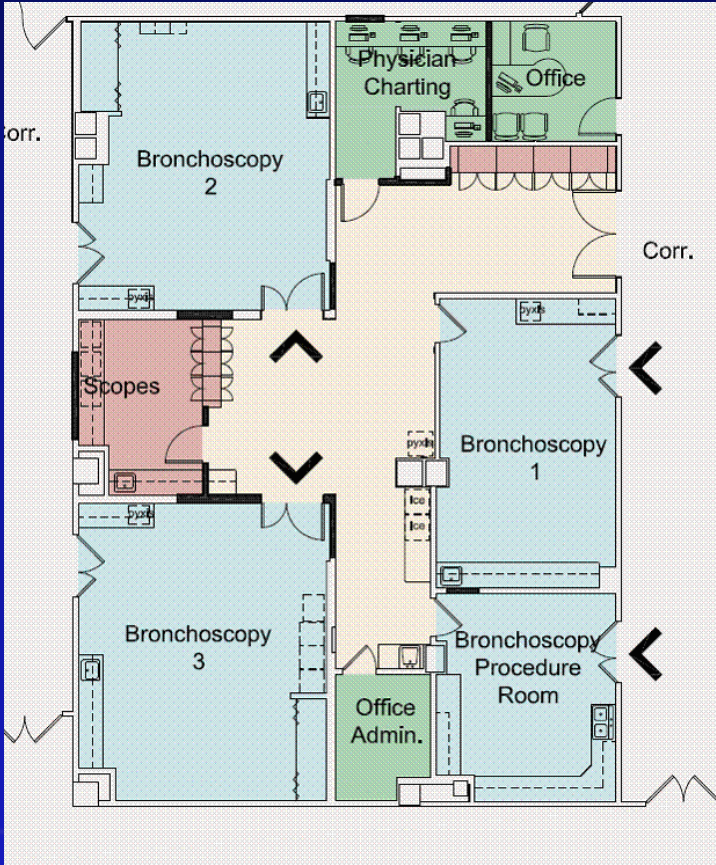 Physician
Charting
Office
orr.
Bronchoscopy
2
pyxis
Corr.
pyxis
Scopes
pyxis
Bronchoscopy
1
Ice
Ice
pyxis
Bronchoscopy
3
Bronchoscopy
Procedure
Room
Office
Admin.